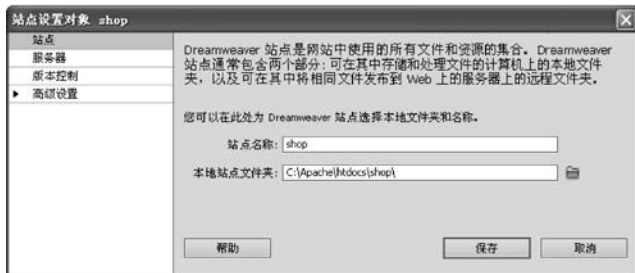 站点设置对象 shop
站点
服务器
版本控制
高级设置
Dreamweaver 站点是网站中使用的所有文件和资源的集合。Dreamweaver
站点通常包含两个部分:可在其中存储和处理文件的计算机上的本地文件
夹,以及可在其中将相同文件发布到 Web 上的服务器上的远程文件夹。
您可以在此处为 Dreamweaver 站点选择本地文件夹和名称。
站点名称: shop
本地站点文件夹: C:\Apache\htdocs\shop\
帮助 保存 取消